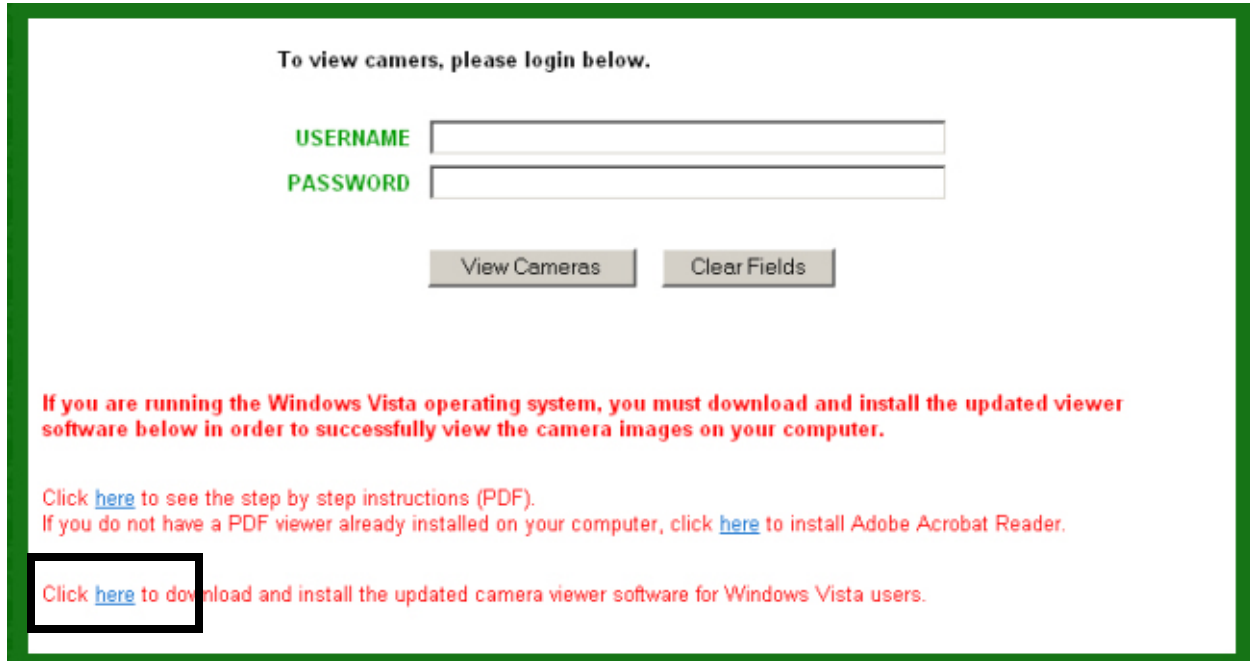 To view camers, please login below.
USERNAME
PASSWORD
View Cameras Clear Fields
If you are running the Windows Vista operating system, you must download and install the updated viewer
software below in order to successfully view the camera images on your computer.
Click here to see the step by step instructions (PDF).
If you do not have a PDF viewer already installed on your computer, click here to install Adobe Acrobat Reader.
Click here to download and install the updated camera viewer software for Windows Vista users.